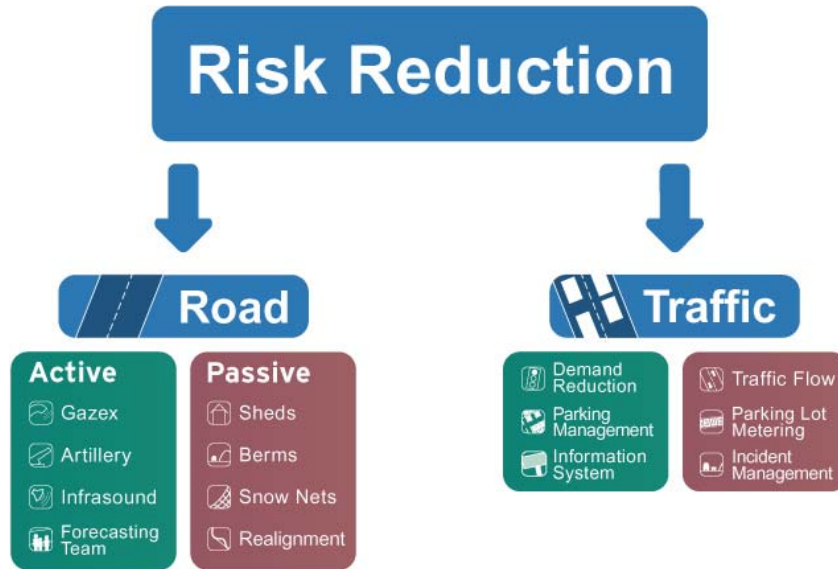 Risk Reduction
Road
Active
Gazex
Artillery
Infrasound
Forecasting
Team
Passive
Sheds
Berms
Snow Nets
Realignment
Traffic
Demand
Reduction
Parking
Management
Information
System
Traffic Flow
Parking Lot
Metering
Incident
Management